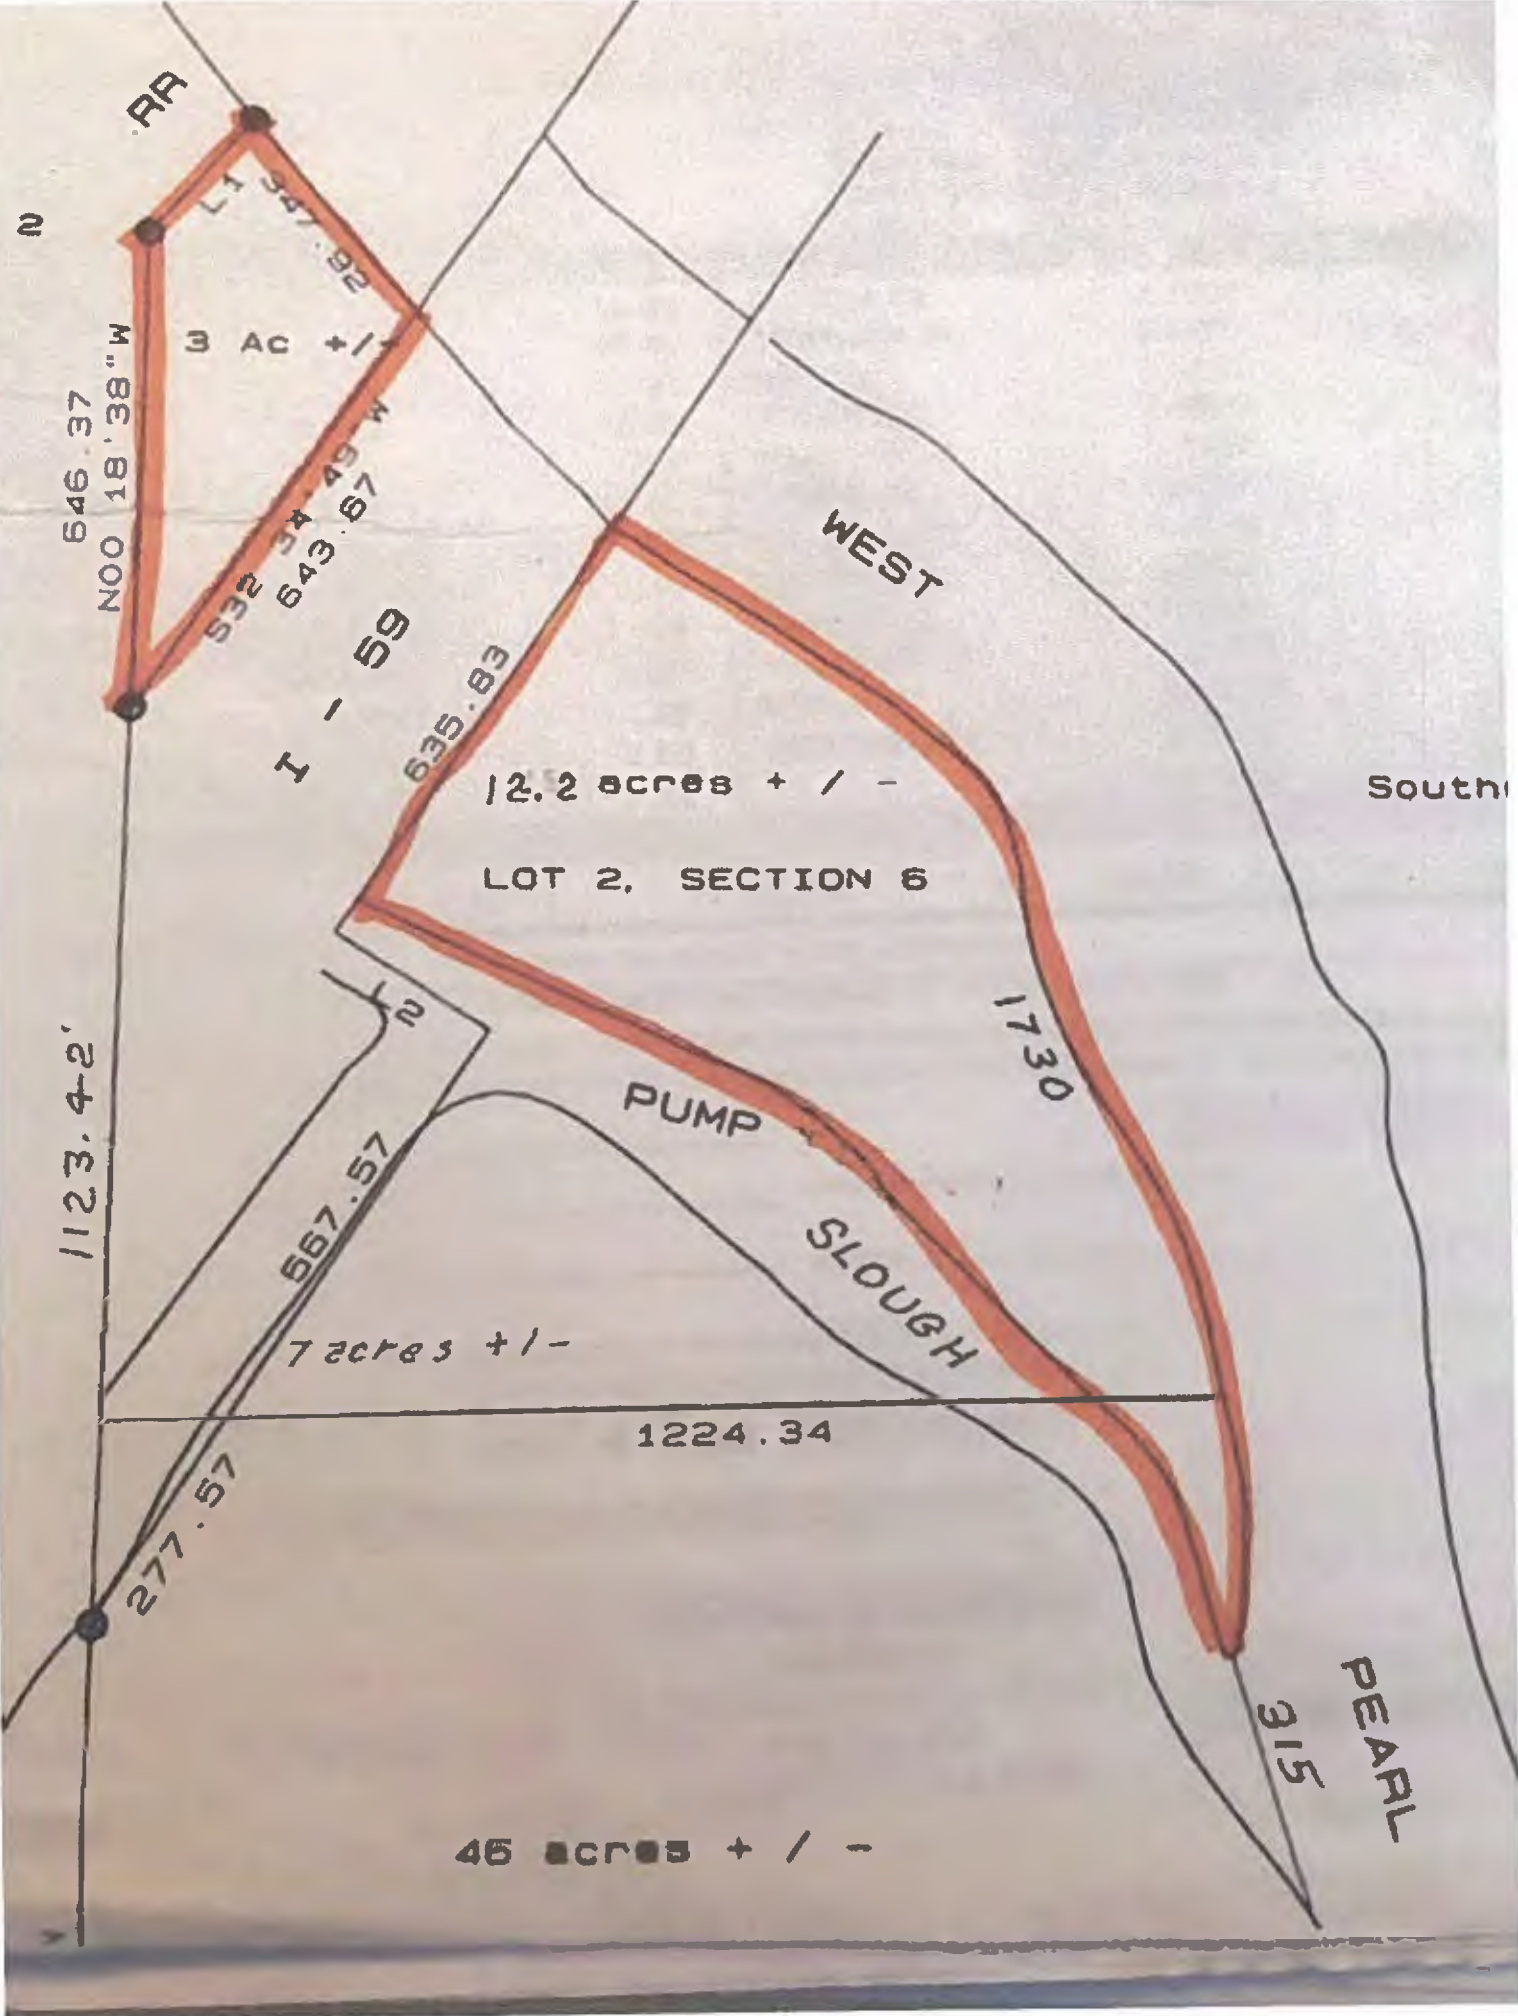 RR
2
L1
347.92
3 Ac +/-
646.37
N00 18'38"W
S32 34'49"W
643.67
I - 59
635.83
WEST
12.2 acres + / -
South
LOT 2, SECTION 6
L2
1730
1123.42'
PUMP
567.57
SLOUGH
7 acres +/-
1224.34
277.57
PEARL
315
46 acres + / -